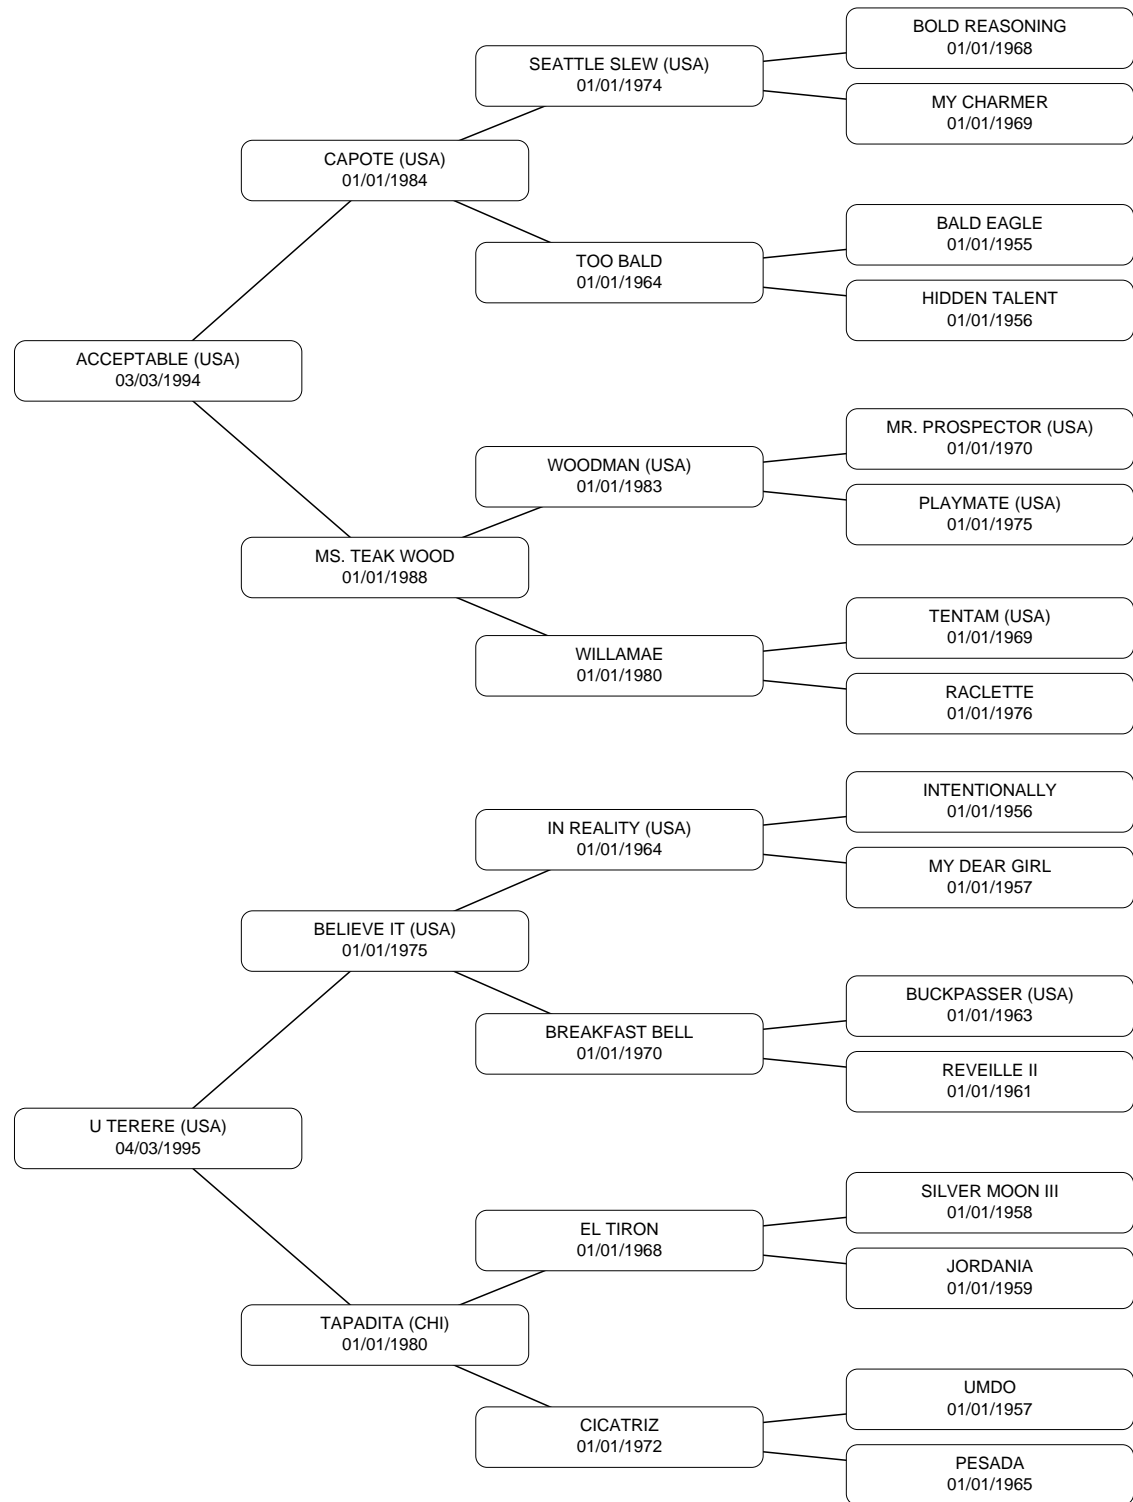 BOLD REASONING
01/01/1968
SEATTLE SLEW (USA)
01/01/1974
MY CHARMER
01/01/1969
CAPOTE (USA)
01/01/1984
BALD EAGLE
01/01/1955
TOO BALD
01/01/1964
HIDDEN TALENT
01/01/1956
ACCEPTABLE (USA)
03/03/1994
MR. PROSPECTOR (USA)
01/01/1970
WOODMAN (USA)
01/01/1983
PLAYMATE (USA)
01/01/1975
MS. TEAK WOOD
01/01/1988
TENTAM (USA)
01/01/1969
WILLAMAE
01/01/1980
RACLETTE
01/01/1976
INTENTIONALLY
01/01/1956
IN REALITY (USA)
01/01/1964
MY DEAR GIRL
01/01/1957
BELIEVE IT (USA)
01/01/1975
BUCKPASSER (USA)
01/01/1963
BREAKFAST BELL
01/01/1970
REVEILLE II
01/01/1961
U TERERE (USA)
04/03/1995
SILVER MOON III
01/01/1958
EL TIRON
01/01/1968
JORDANIA
01/01/1959
TAPADITA (CHI)
01/01/1980
UMDO
01/01/1957
CICATRIZ
01/01/1972
PESADA
01/01/1965